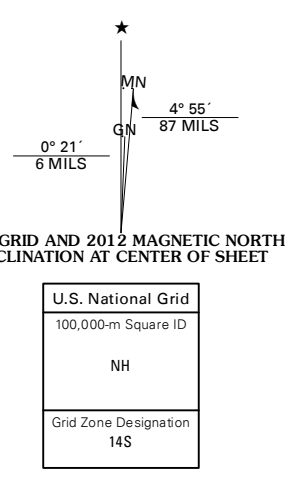 ★
MN
4° 55´
87 MILS
GN
0° 21´
6 MILS
GRID AND 2012 MAGNETIC NORTH
CLINATION AT CENTER OF SHEET
U.S. National Grid
100,000-m Square ID
NH
Grid Zone Designation
14S